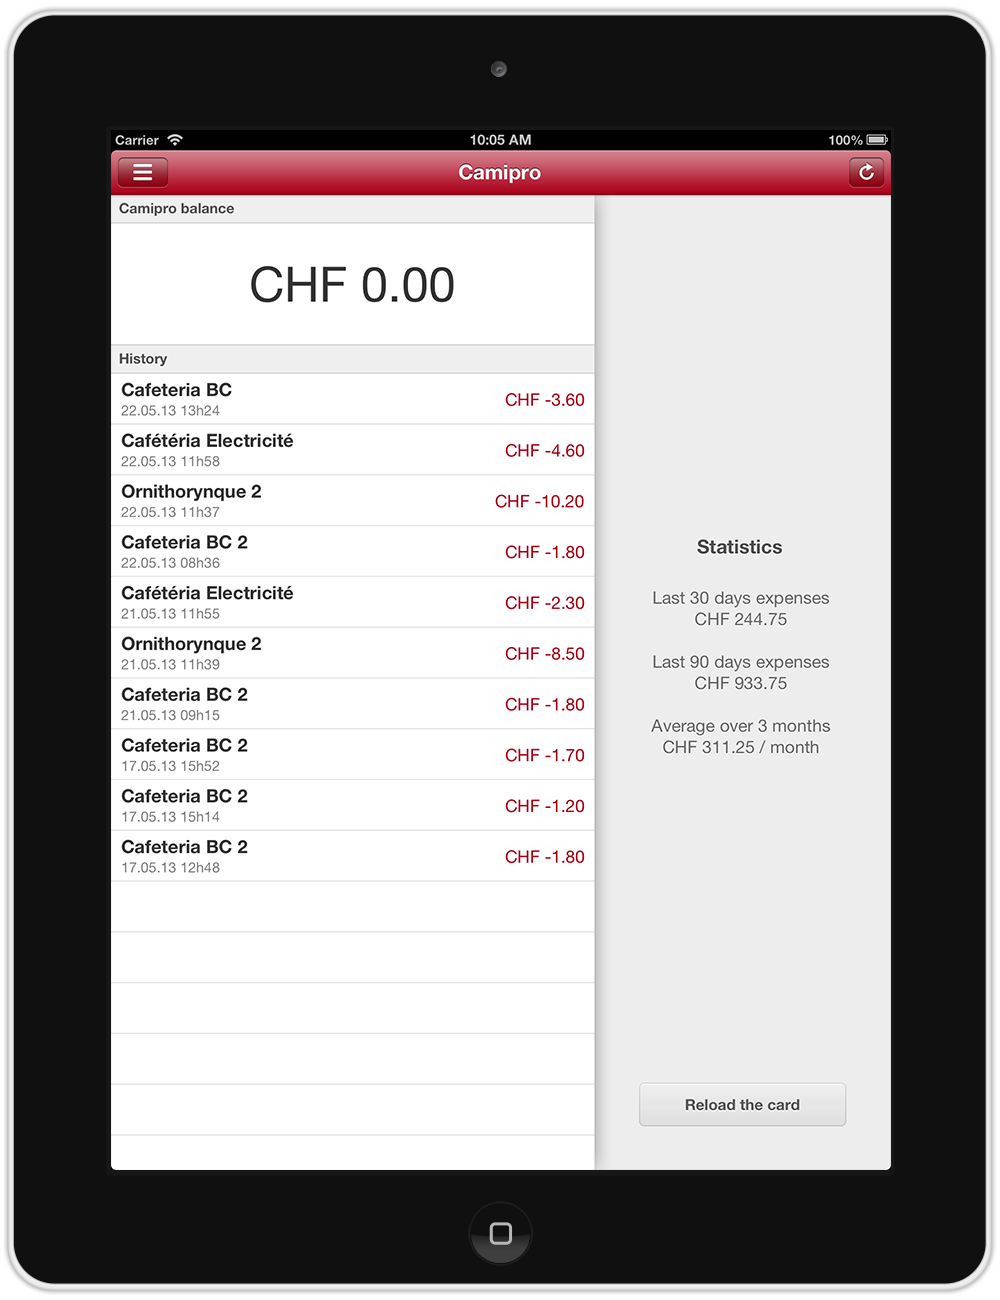 Carrier 10:05 AM 100%
Camipro
Camipro balance
CHF 0.00
History
Cafeteria BC
22.05.13 13h24
CHF -3.60
Cafétéria Electricité
22.05.13 11h58
CHF -4.60
Ornithorynque 2
22.05.13 11h37
CHF -10.20
Cafeteria BC 2
22.05.13 08h36
CHF -1.80
Cafétéria Electricité
21.05.13 11h55
CHF -2.30
Ornithorynque 2
21.05.13 11h39
CHF -8.50
Cafeteria BC 2
21.05.13 09h15
CHF -1.80
Cafeteria BC 2
17.05.13 15h52
CHF -1.70
Cafeteria BC 2
17.05.13 15h14
CHF -1.20
Cafeteria BC 2
17.05.13 12h48
CHF -1.80
Statistics
Last 30 days expenses
CHF 244.75
Last 90 days expenses
CHF 933.75
Average over 3 months
CHF 311.25 / month
Reload the card